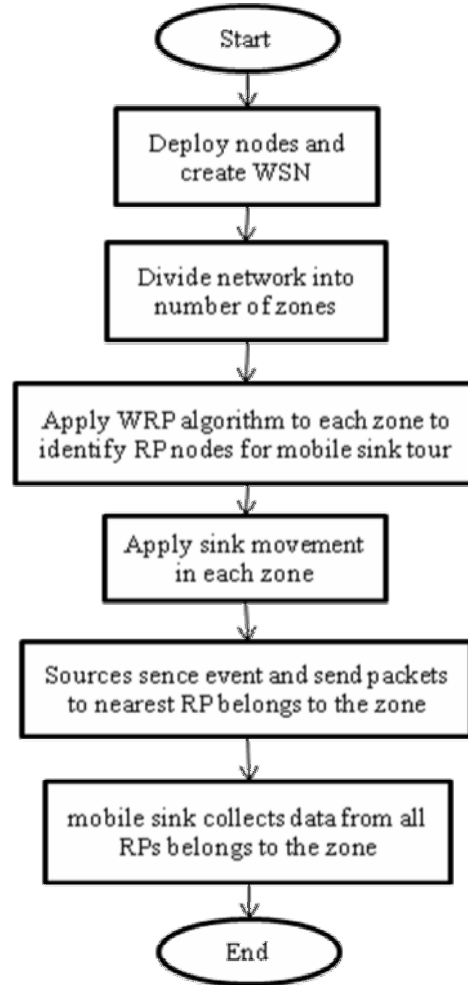 Start
Deploy nodes and
create WSN
Divide network into
number of zones
Apply WRP algorithm to each zone to
identify RP nodes for mobile sink tour
Apply sink movement
in each zone
Sources sence event and send packets
to nearest RP belongs to the zone
mobile sink collects data from all
RPs belongs to the zone
End